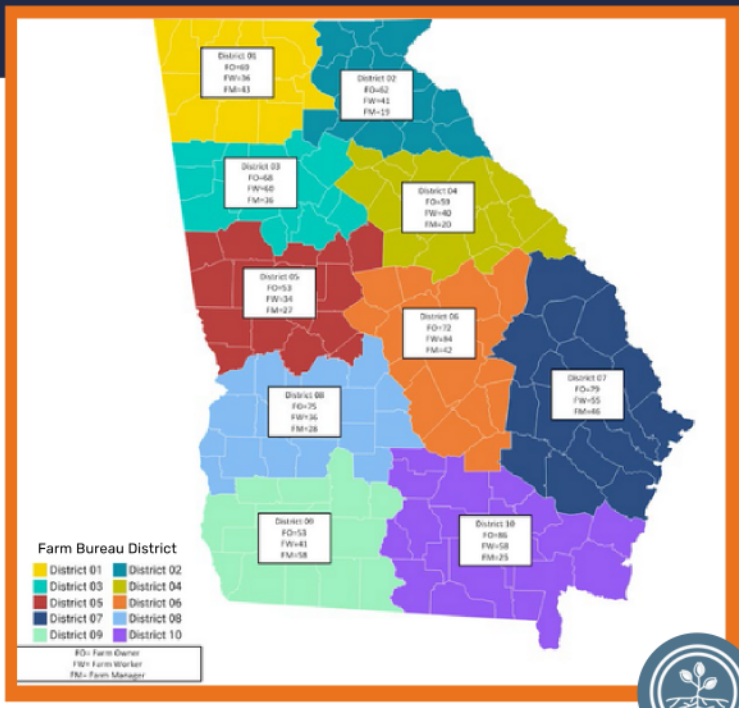 District 01
FO=69
FW=36
FM=43
District 02
FO=62
FW=41
FM=19
District 03
FO=68
FW=60
FM=36
District 04
FO=59
FW=40
FM=20
District 05
FO=53
FW=34
FM=27
District 06
FO=72
FW=84
FM=42
District 07
FO=79
FW=55
FM=46
District 08
FO=75
FW=36
FM=28
District 09
FO=53
FW=41
FM=58
District 10
FO=86
FW=58
FM=25
Farm Bureau District
District 01 District 02
District 03 District 04
District 05 District 06
District 07 District 08
District 09 District 10
FO= Farm Owner
FW= Farm Worker
FM= Farm Manager